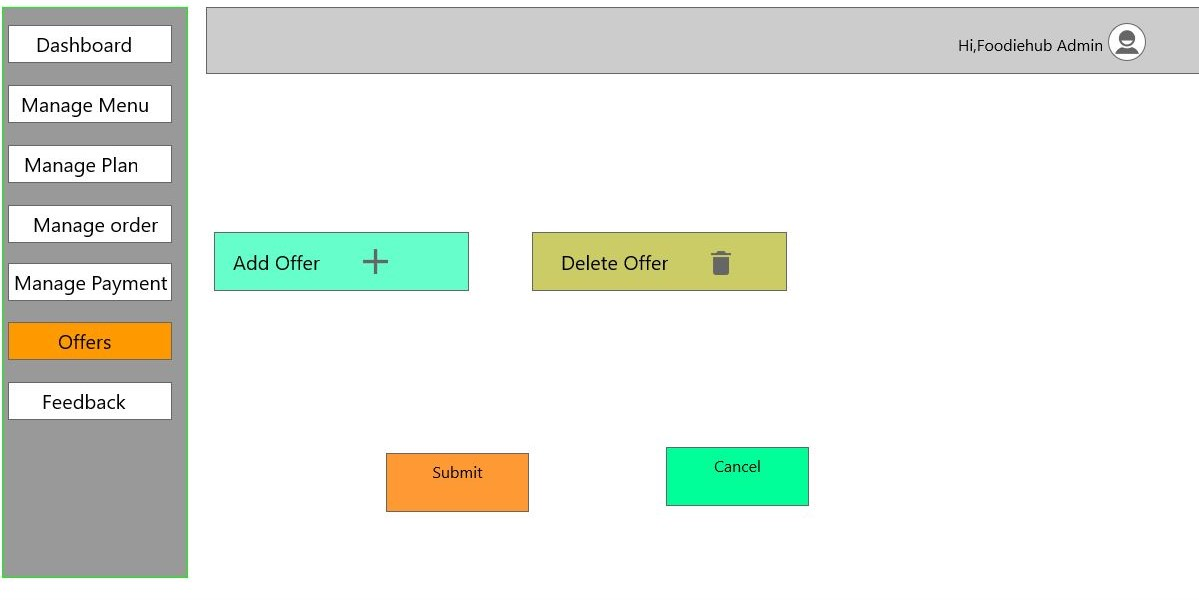 Dashboard
Manage Menu
Manage Plan
Manage order
Manage Payment
Offers
Feedback
Hi,Foodiehub Admin
Add Offer
Delete Offer
Submit
Cancel